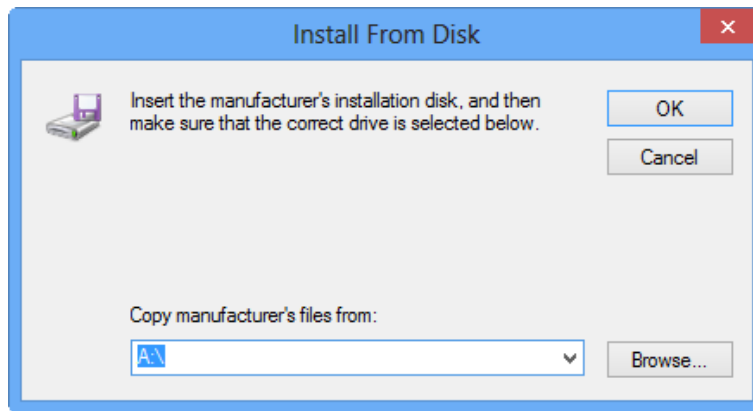 Install From Disk
Insert the manufacturer's installation disk, and then
make sure that the correct drive is selected below.
OK
Cancel
Copy manufacturer's files from:
A:\
Browse...